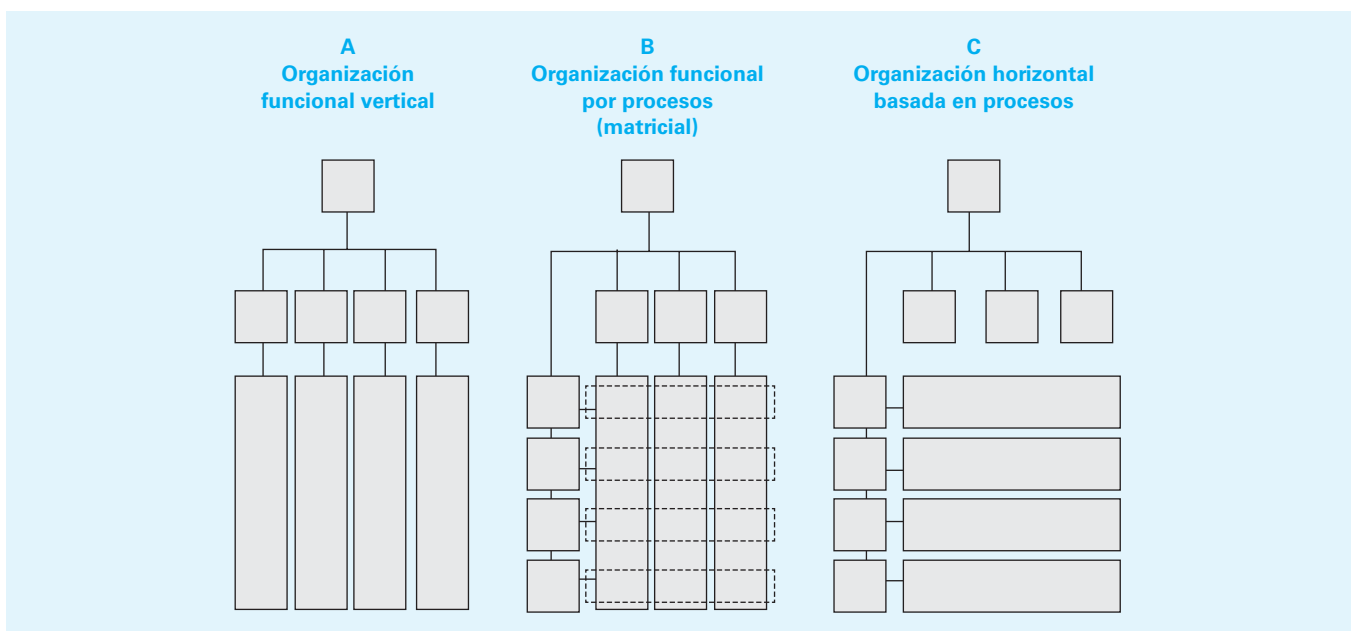 A
Organización
funcional vertical
B
Organización funcional
por procesos
(matricial)
C
Organización horizontal
basada en procesos